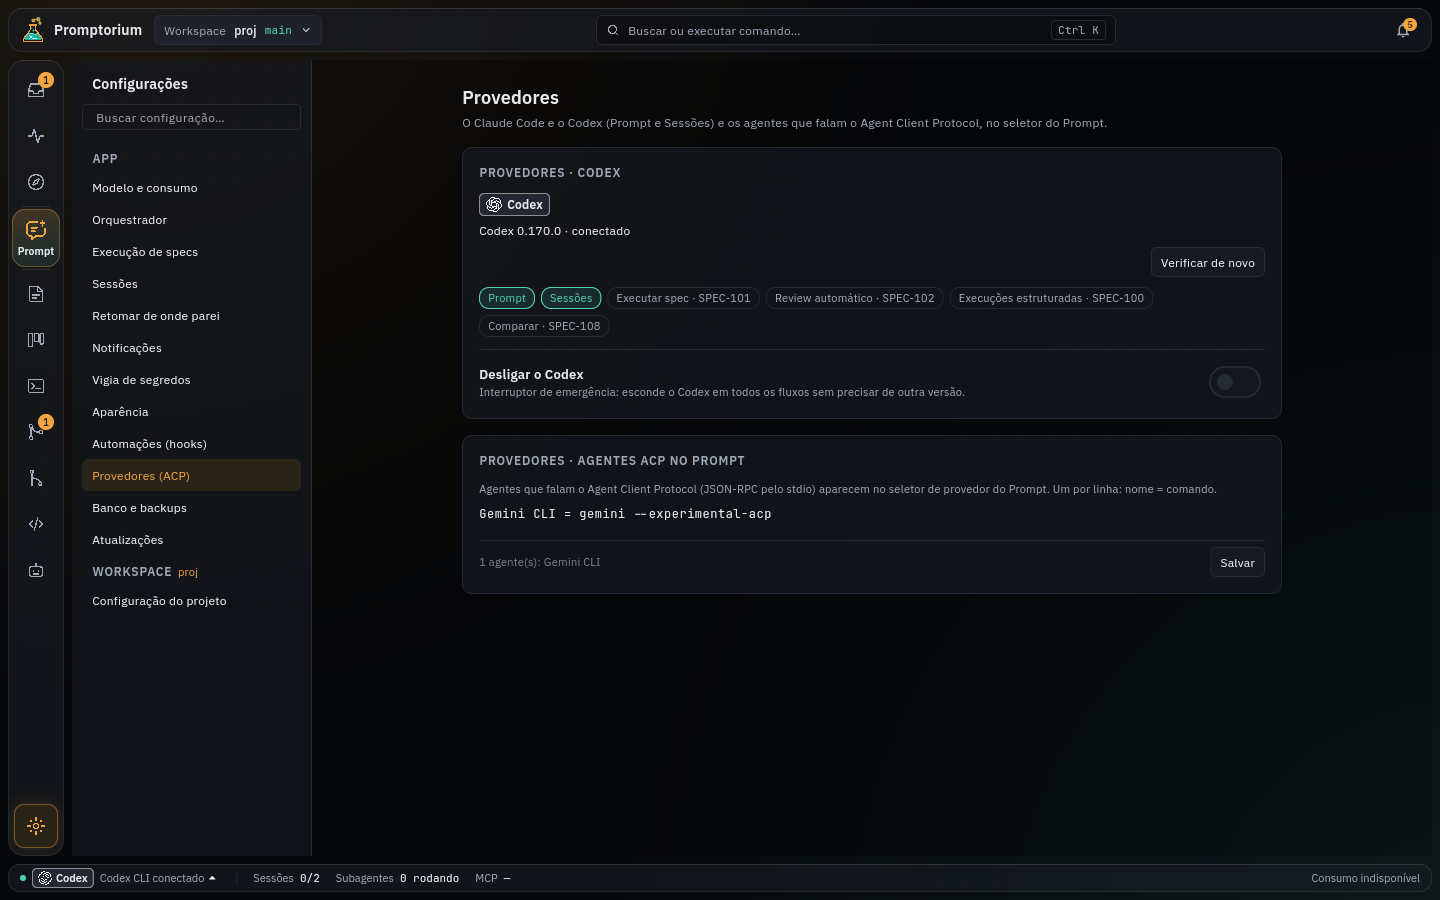 Promptorium
Workspace proj main
Buscar ou executar comando...
Ctrl K
5
1
Prompt
1
Configurações
Buscar configuração...
APP
Modelo e consumo
Orquestrador
Execução de specs
Sessões
Retomar de onde parei
Notificações
Vigia de segredos
Aparência
Automações (hooks)
Provedores (ACP)
Banco e backups
Atualizações
WORKSPACE proj
Configuração do projeto
Provedores
O Claude Code e o Codex (Prompt e Sessões) e os agentes que falam o Agent Client Protocol, no seletor do Prompt.
PROVEDORES · CODEX
Codex
Codex 0.170.0 · conectado
Verificar de novo
Prompt Sessões Executar spec · SPEC-101 Review automático · SPEC-102 Execuções estruturadas · SPEC-100
Comparar · SPEC-108
Desligar o Codex
Interruptor de emergência: esconde o Codex em todos os fluxos sem precisar de outra versão.
PROVEDORES · AGENTES ACP NO PROMPT
Agentes que falam o Agent Client Protocol (JSON-RPC pelo stdio) aparecem no seletor de provedor do Prompt. Um por linha: nome = comando.
Gemini CLI = gemini --experimental-acp
1 agente(s): Gemini CLI
Salvar
Codex Codex CLI conectado Sessões 0/2 Subagentes 0 rodando MCP — Consumo indisponível